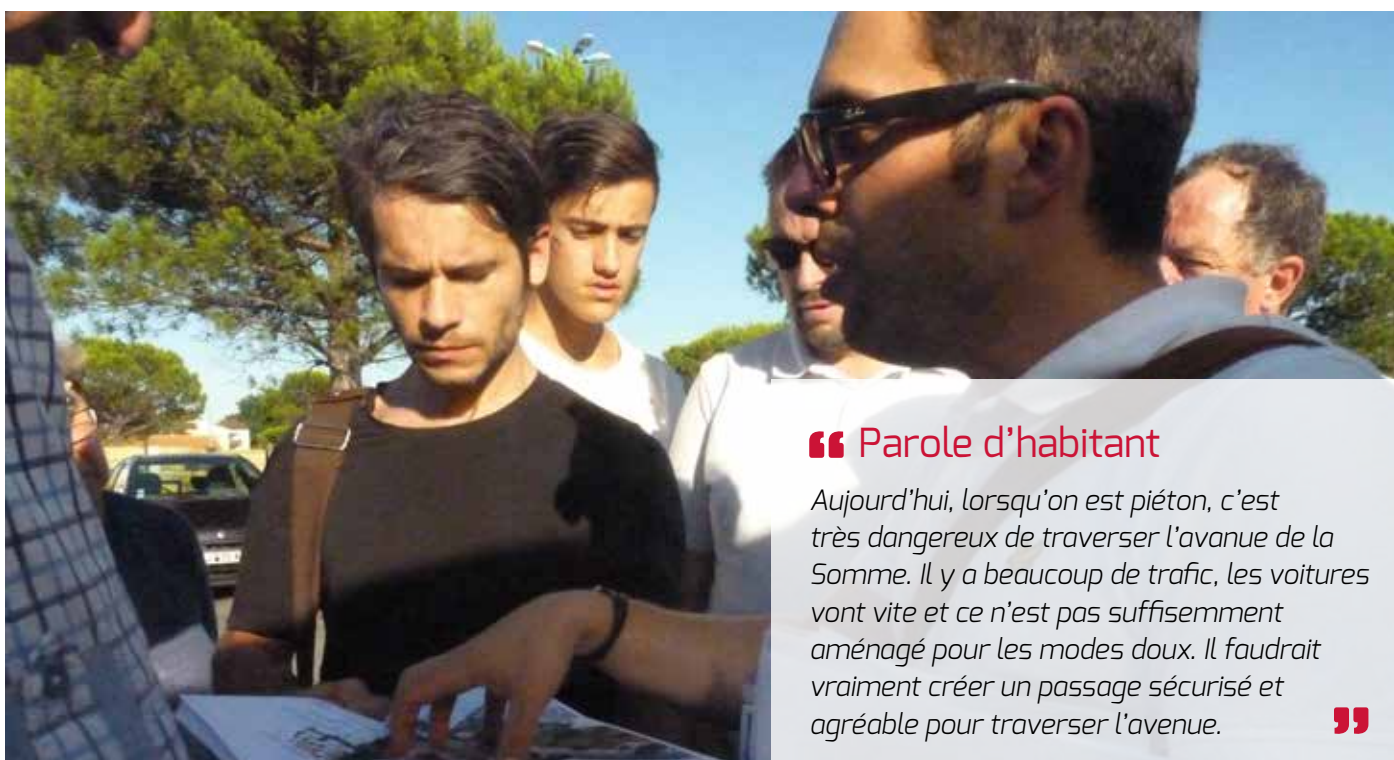 ❝ Parole d’habitant
Aujourd’hui, lorsqu’on est piéton, c’est
très dangereux de traverser l’avanue de la
Somme. Il y a beaucoup de trafic, les voitures
vont vite et ce n’est pas suffisemment
aménagé pour les modes doux. Il faudrait
vraiment créer un passage sécurisé et
agréable pour traverser l’avenue. ❞